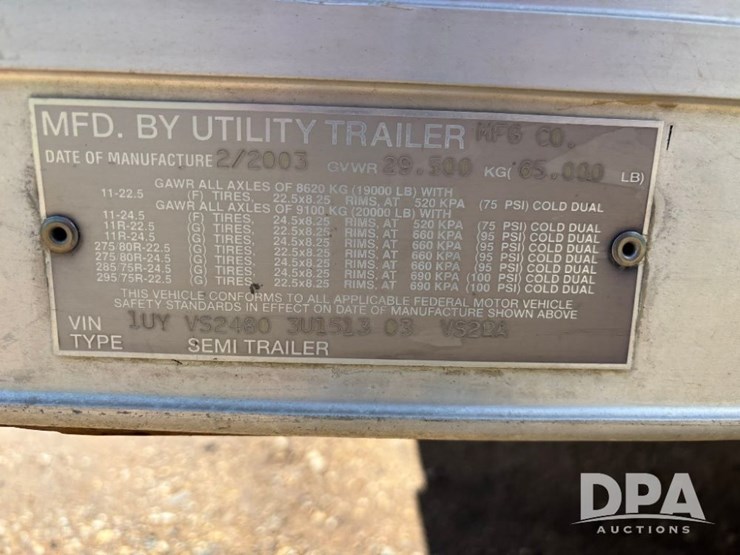 MFD. BY UTILITY TRAILER MFG CO.
DATE OF MANUFACTURE 2/2003 GVWR 29.500 KG( 65.000 LB)
GAWR ALL AXLES OF 8620 KG (19000 LB) WITH
11-22.5 (F) TIRES, 22.5x8.25 RIMS, AT 520 KPA (75 PSI) COLD DUAL
GAWR ALL AXLES OF 9100 KG (20000 LB) WITH
11-24.5 (F) TIRES, 24.5x8.25 RIMS, AT 520 KPA (75 PSI) COLD DUAL
11R-22.5 (G) TIRES, 22.5x8.25 RIMS, AT 660 KPA (95 PSI) COLD DUAL
11R-24.5 (G) TIRES, 24.5x8.25 RIMS, AT 660 KPA (95 PSI) COLD DUAL
275 80R-22.5 (G) TIRES, 22.5x8.25 RIMS, AT 660 KPA (95 PSI) COLD DUAL
275 80R-24.5 (G) TIRES, 24.5x8.25 RIMS, AT 660 KPA (95 PSI) COLD DUAL
285 75R-24.5 (G) TIRES, 24.5x8.25 RIMS, AT 690 KPA (100 PSI) COLD DUAL
295 75R-22.5 (G) TIRES, 22.5x8.25 RIMS, AT 690 KPA (100 PSI) COLD DUAL
THIS VEHICLE CONFORMS TO ALL APPLICABLE FEDERAL MOTOR VEHICLE
SAFETY STANDARDS IN EFFECT ON DATE OF MANUFACTURE SHOWN ABOVE
VIN 1UY VS2480 3U1513 03
TYPE SEMI TRAILER
DPA
AUCTIONS